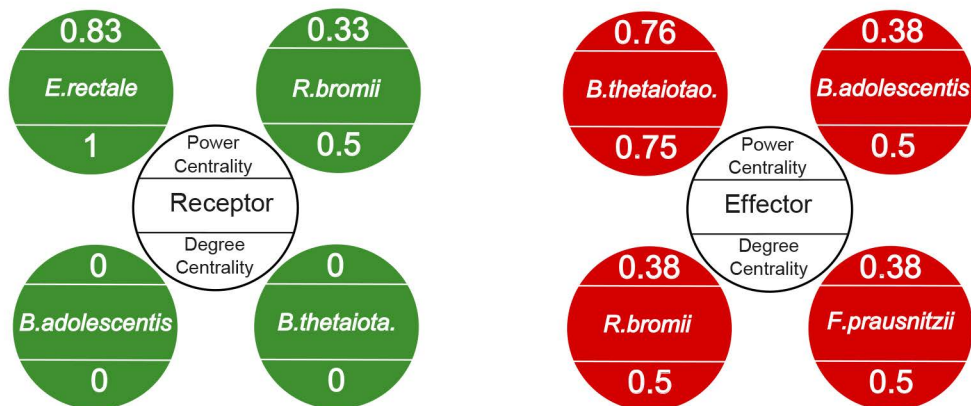 0.83
E.rectale
1
0.33
R.bromii
0.5
Power
Centrality
Receptor
Degree
Centrality
0
B.adolescentis
0
0
B.thetaiota.
0
0.76
B.thetaiotao.
0.75
0.38
B.adolescentis
0.5
Power
Centrality
Effector
Degree
Centrality
0.38
R.bromii
0.5
0.38
F.prausnitzii
0.5